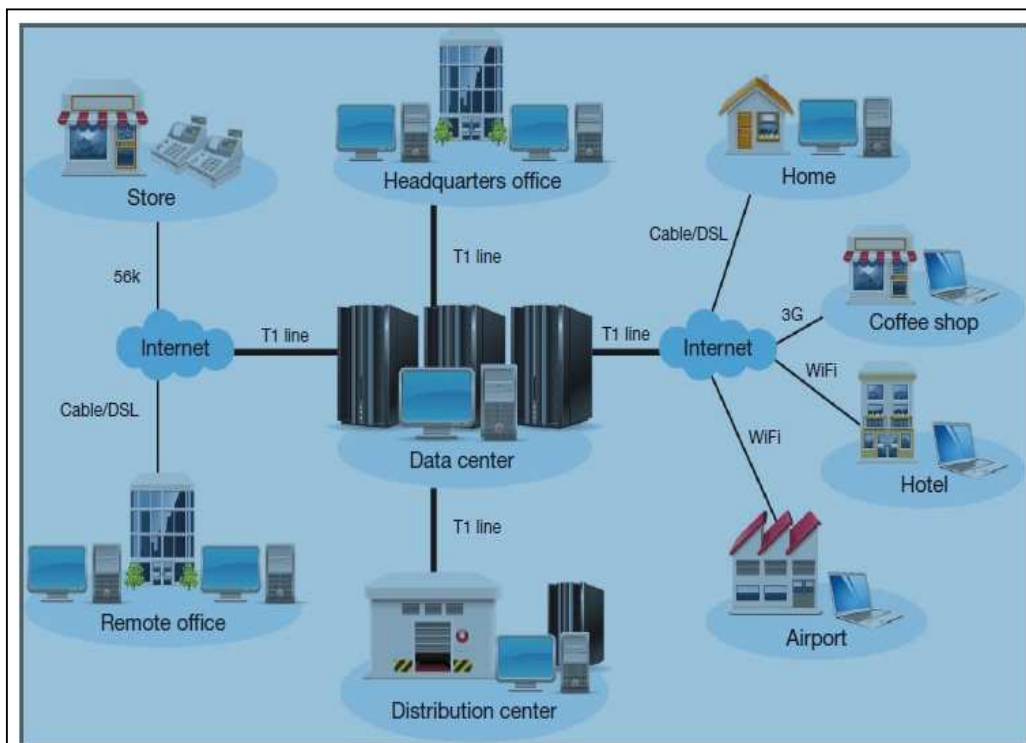 Store
Headquarters office
Home
56k
T1 line
Cable/DSL
3G
Coffee shop
Internet
T1 line
T1 line
Internet
WiFi
Cable/DSL
WiFi
Data center
Hotel
T1 line
Remote office
Airport
Distribution center